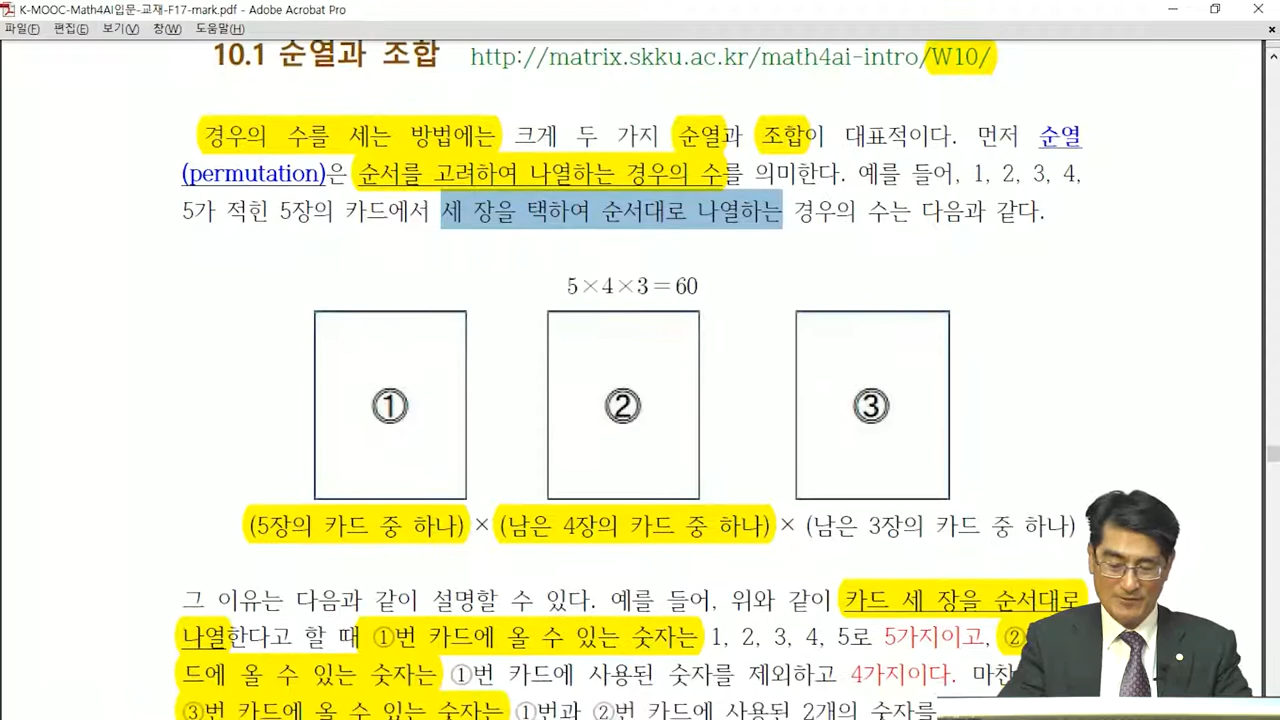 K-MOOC-Math4AI입문-교재-F17-mark.pdf - Adobe Acrobat Pro
파일(F) 편집(E) 보기(V) 창(W) 도움말(H)
10.1 순열과 조합 http://matrix.skku.ac.kr/math4ai-intro/W10/
경우의 수를 세는 방법에는 크게 두 가지 순열과 조합이 대표적이다. 먼저 순열
(permutation)은 순서를 고려하여 나열하는 경우의 수를 의미한다. 예를 들어, 1, 2, 3, 4,
5가 적힌 5장의 카드에서 세 장을 택하여 순서대로 나열하는 경우의 수는 다음과 같다.
5×4×3=60
① ② ③
(5장의 카드 중 하나) × (남은 4장의 카드 중 하나) × (남은 3장의 카드 중 하나)
그 이유는 다음과 같이 설명할 수 있다. 예를 들어, 위와 같이 카드 세 장을 순서대로
나열한다고 할 때 ①번 카드에 올 수 있는 숫자는 1, 2, 3, 4, 5로 5가지이고, ②
드에 올 수 있는 숫자는 ①번 카드에 사용된 숫자를 제외하고 4가지이다.
③번 카드에 올 수 있는 숫자는 ①번과 ②번 카드에 사용된 2개의 숫자를